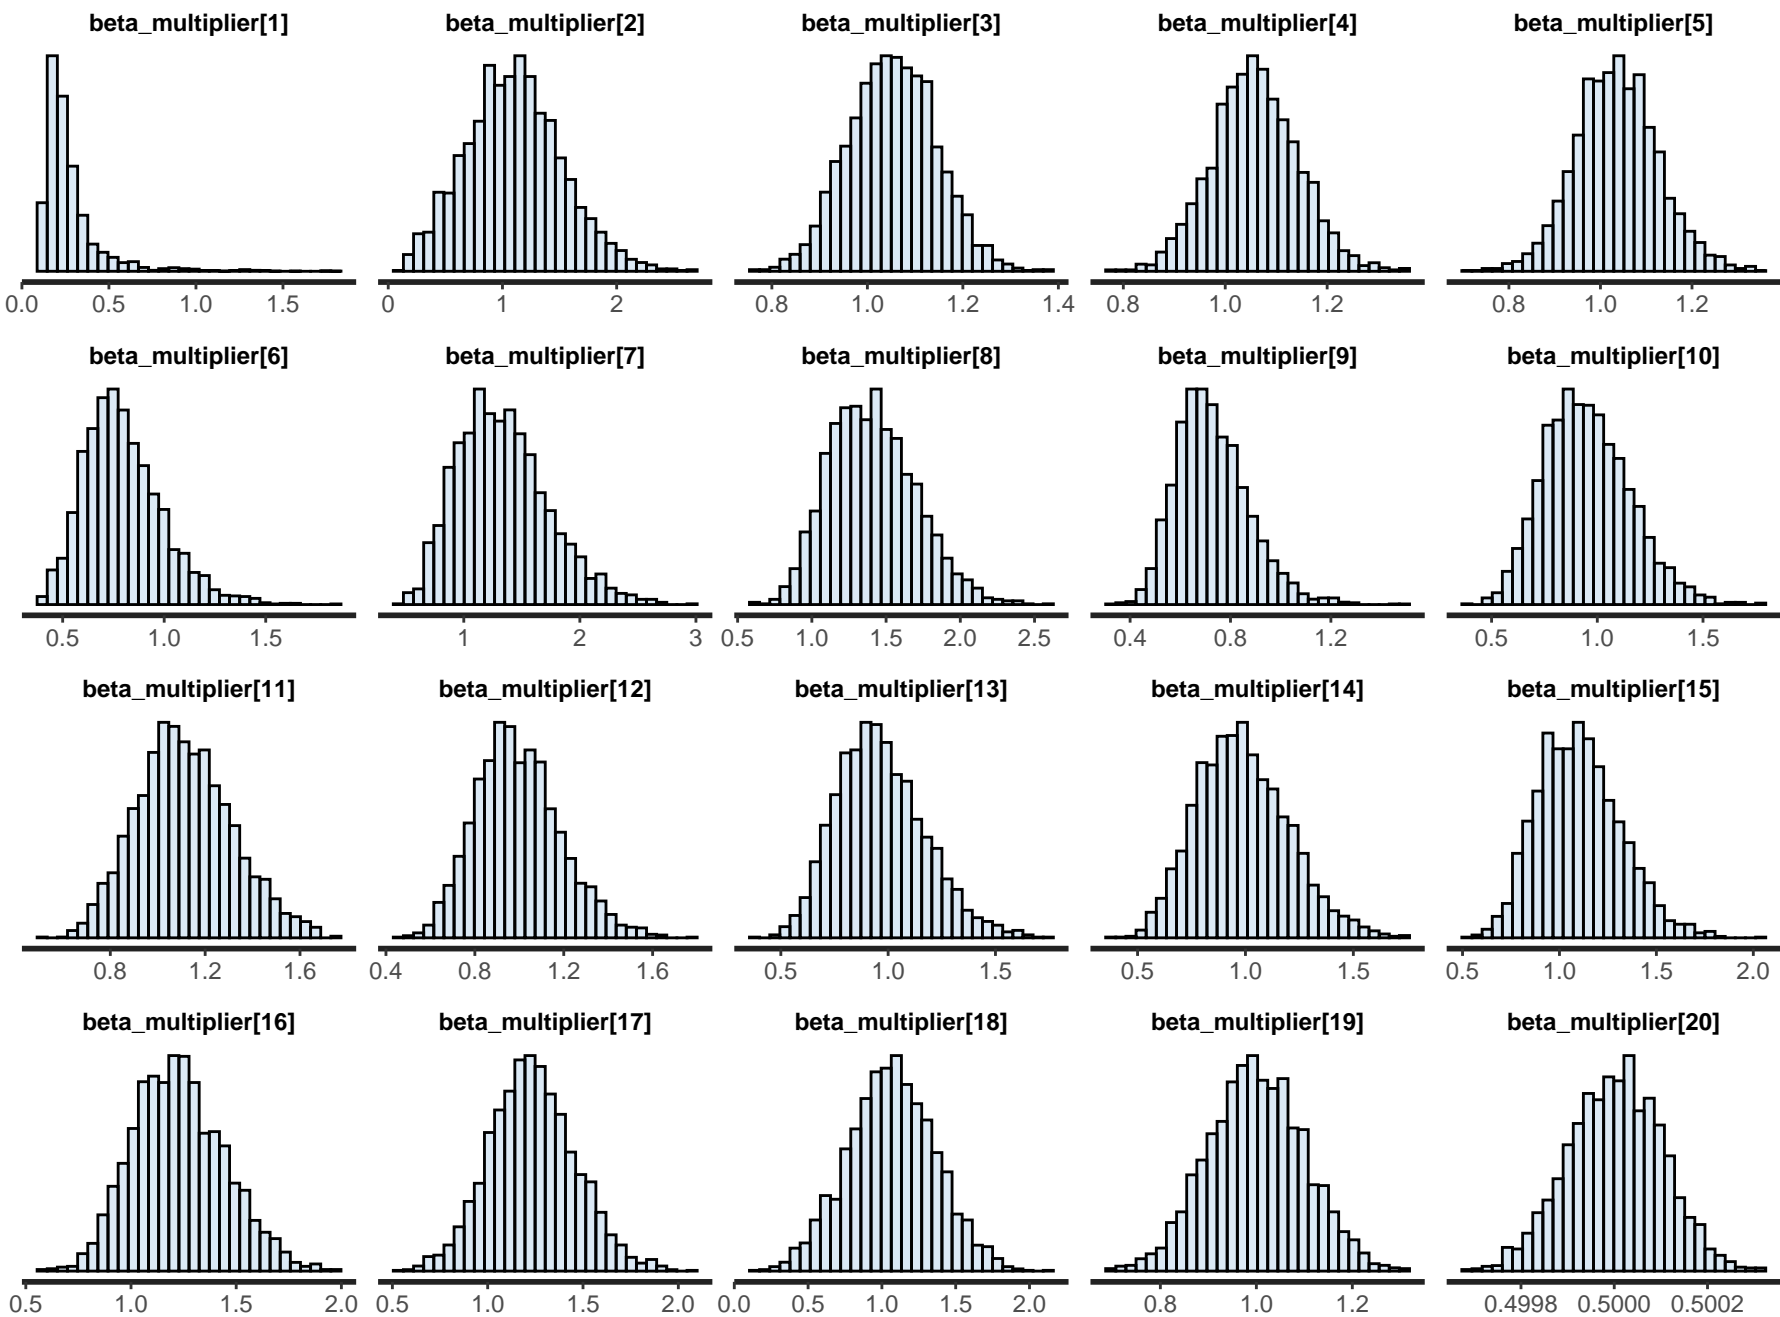 beta_multiplier[1] beta_multiplier[2] beta_multiplier[3] beta_multiplier[4] beta_multiplier[5]
0.0 0.5 1.0 1.5 0 1 2 0.8 1.0 1.2 1.4 0.8 1.0 1.2 0.8 1.0 1.2
beta_multiplier[6] beta_multiplier[7] beta_multiplier[8] beta_multiplier[9] beta_multiplier[10]
0.5 1.0 1.5 1 2 3 0.5 1.0 1.5 2.0 2.5 0.4 0.8 1.2 0.5 1.0 1.5
beta_multiplier[11] beta_multiplier[12] beta_multiplier[13] beta_multiplier[14] beta_multiplier[15]
0.8 1.2 1.6 0.4 0.8 1.2 1.6 0.5 1.0 1.5 0.5 1.0 1.5 0.5 1.0 1.5 2.0
beta_multiplier[16] beta_multiplier[17] beta_multiplier[18] beta_multiplier[19] beta_multiplier[20]
0.5 1.0 1.5 2.0 0.5 1.0 1.5 2.0 0.0 0.5 1.0 1.5 2.0 0.8 1.0 1.2 0.4998 0.5000 0.5002